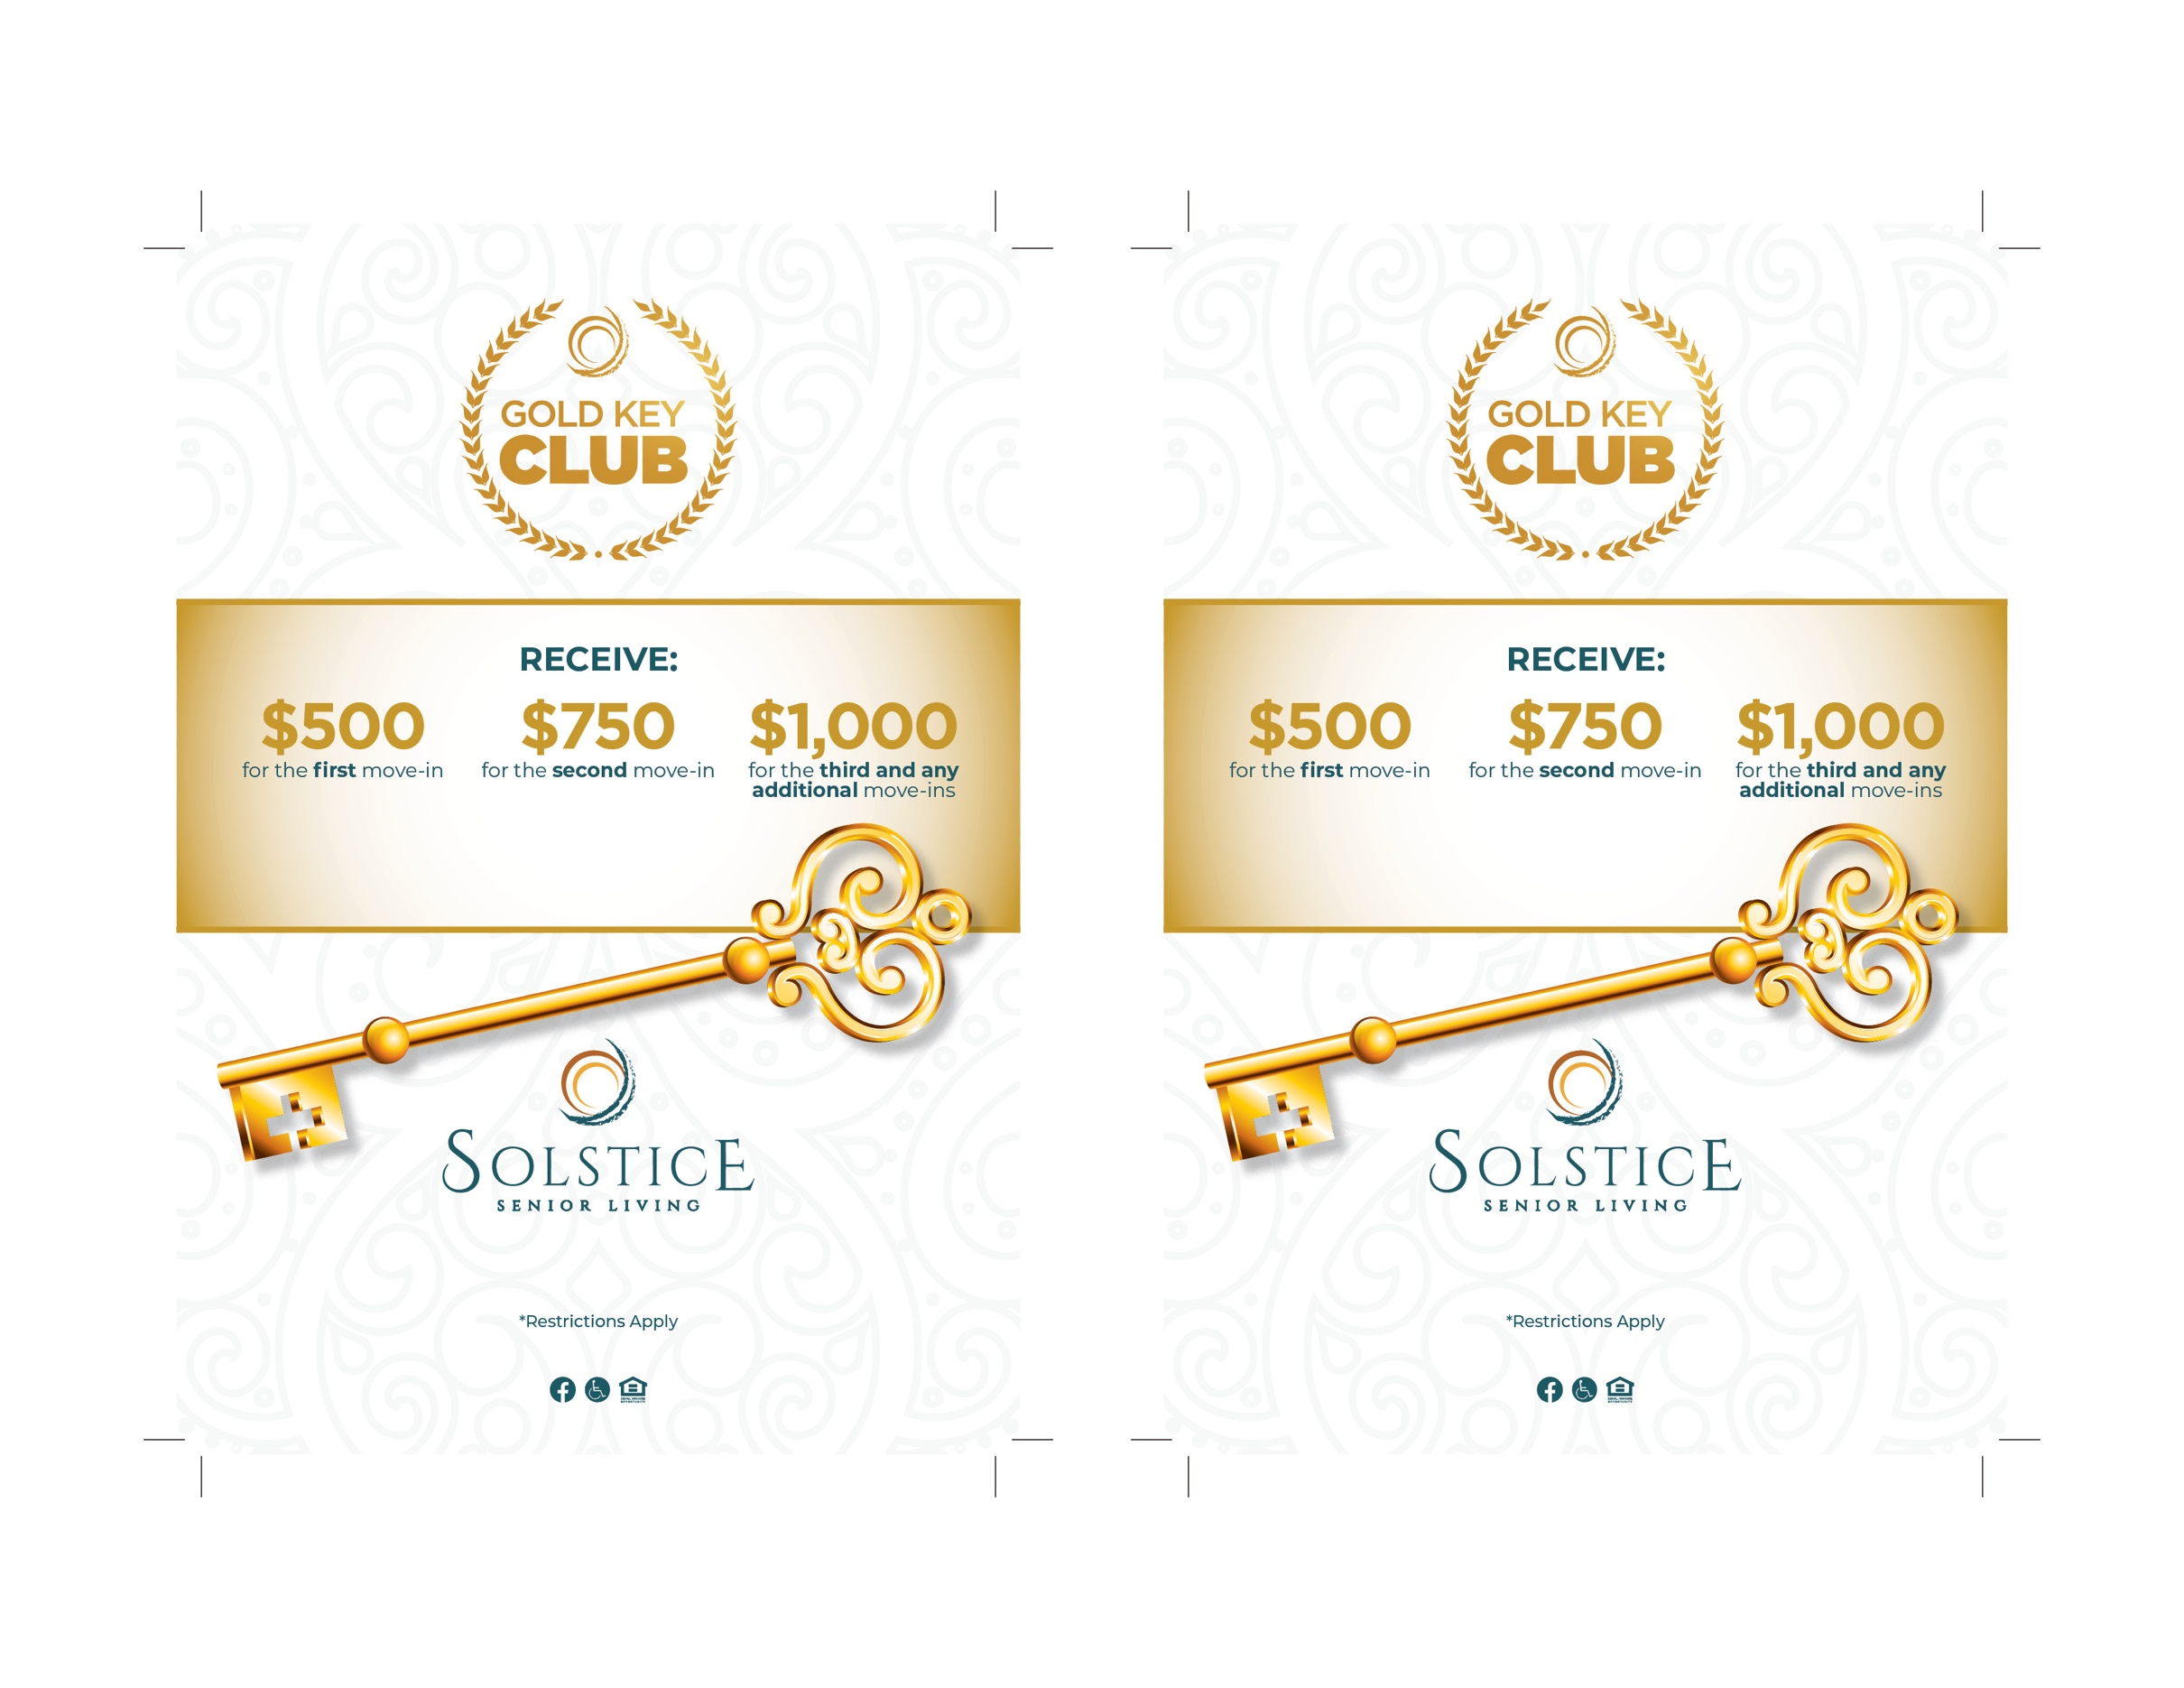 GOLD KEY
CLUB
RECEIVE:
$500
for the first move-in
$750
for the second move-in
$1,000
for the third and any
additional move-ins
SOLSTICE
SENIOR LIVING
*Restrictions Apply
GOLD KEY
CLUB
RECEIVE:
$500
for the first move-in
$750
for the second move-in
$1,000
for the third and any
additional move-ins
SOLSTICE
SENIOR LIVING
*Restrictions Apply